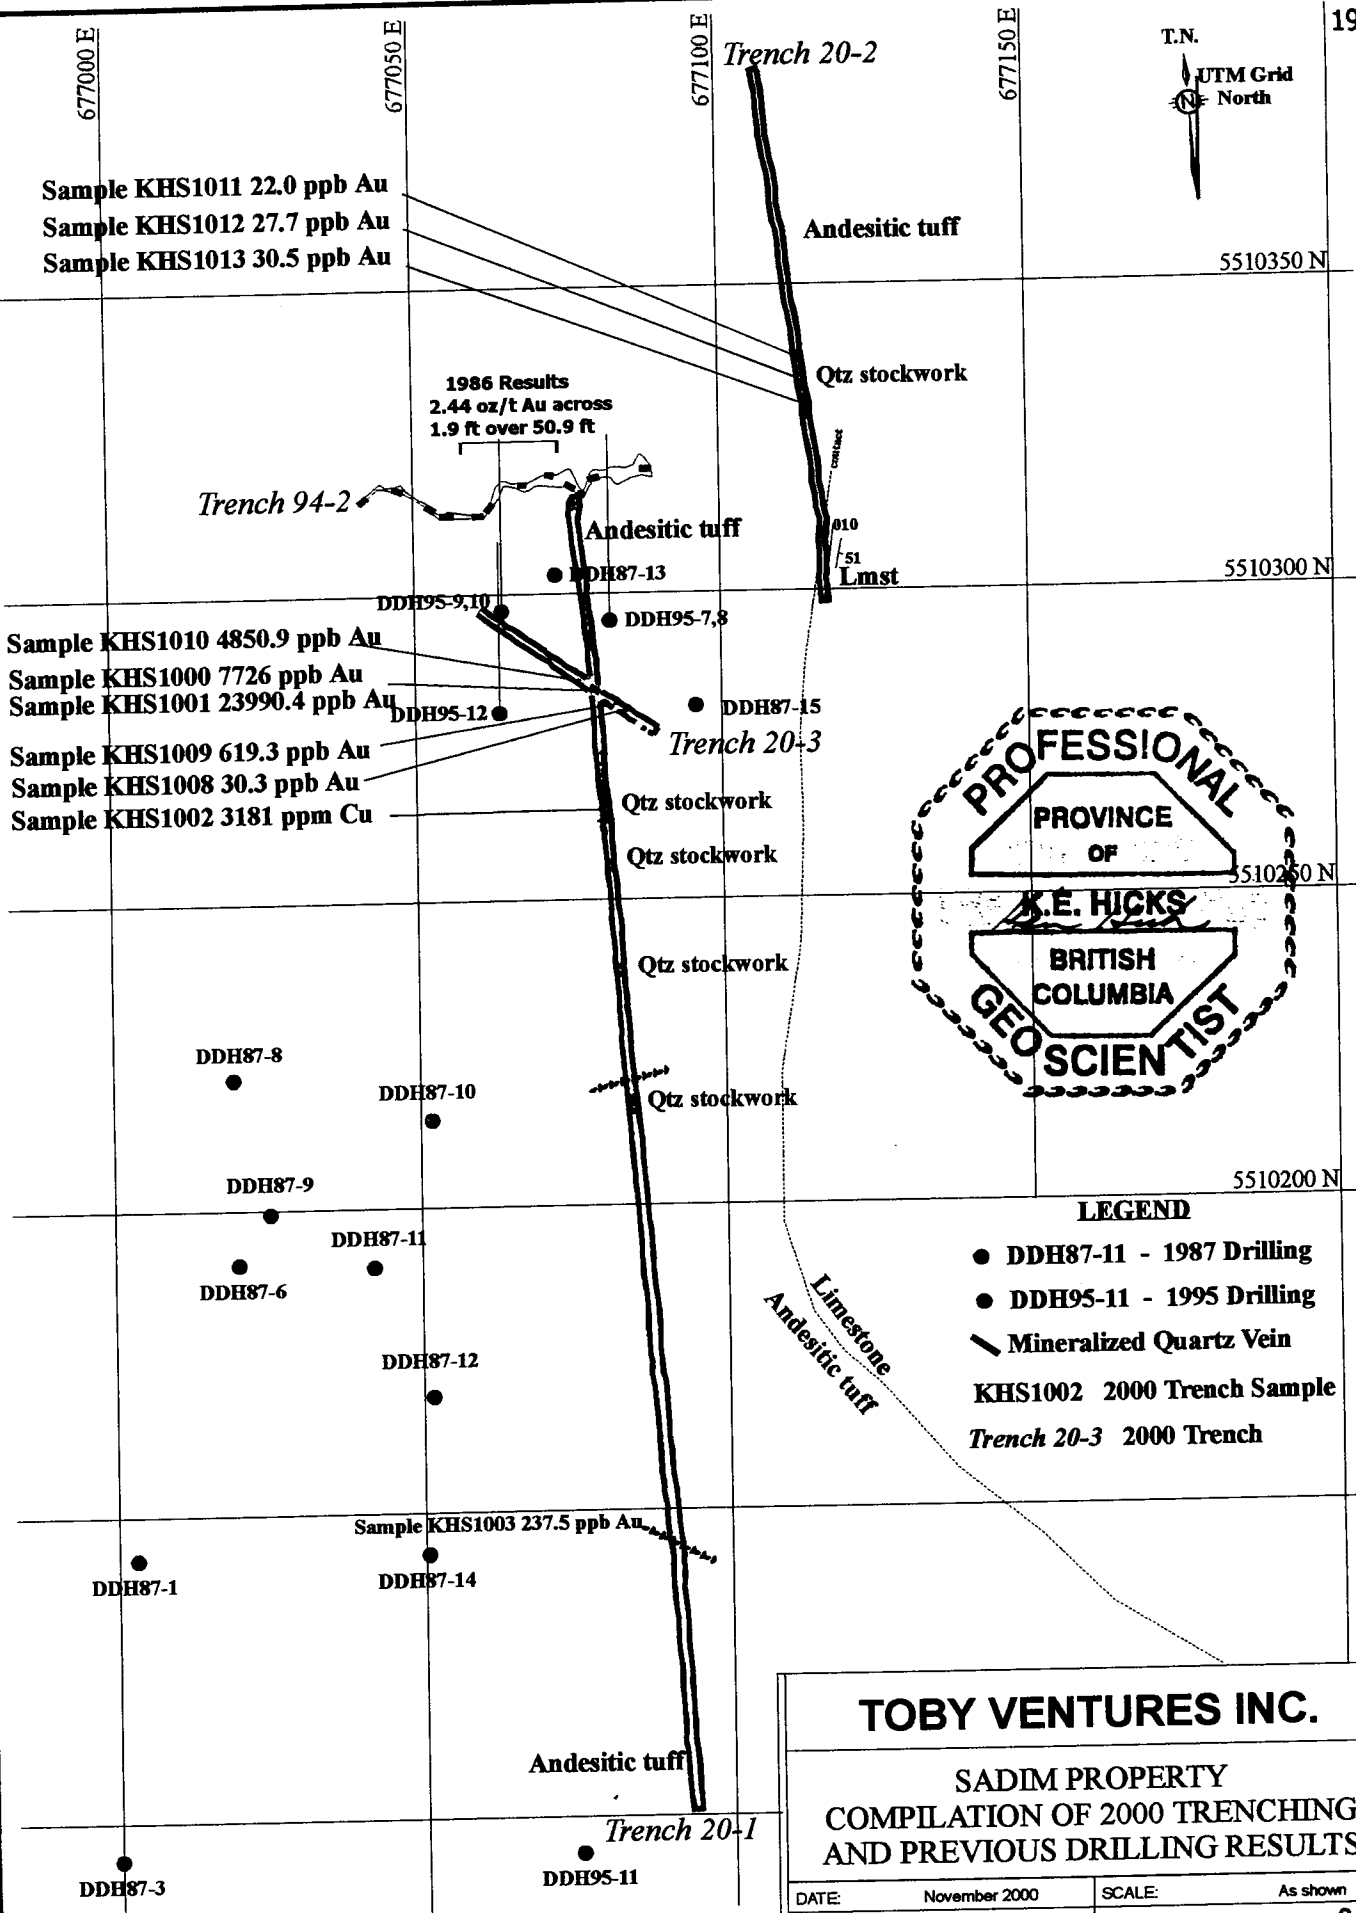 677000 E
677050 E
677100 E
677150 E
19
Trench 20-2
T.N.
UTM Grid
North
N
Sample KHS1011 22.0 ppb Au
Sample KHS1012 27.7 ppb Au
Sample KHS1013 30.5 ppb Au
Andesitic tuff
5510350 N
Qtz stockwork
1986 Results
2.44 oz/t Au across
1.9 ft over 50.9 ft
contact
Trench 94-2
Andesitic tuff
010
51
Lmst
5510300 N
DDH87-13
DDH95-9,10
DDH95-7,8
Sample KHS1010 4850.9 ppb Au
Sample KHS1000 7726 ppb Au
Sample KHS1001 23990.4 ppb Au
DDH95-12
DDH87-15
Trench 20-3
Sample KHS1009 619.3 ppb Au
Sample KHS1008 30.3 ppb Au
Sample KHS1002 3181 ppm Cu
Qtz stockwork
Qtz stockwork
PROFESSIONAL
PROVINCE
OF
5510250 N
K.E. HICKS
BRITISH
COLUMBIA
GEOSCIENTIST
Qtz stockwork
DDH87-8
DDH87-10
Qtz stockwork
DDH87-9
5510200 N
DDH87-11
DDH87-6
LEGEND
DDH87-11 - 1987 Drilling
DDH95-11 - 1995 Drilling
Mineralized Quartz Vein
KHS1002 2000 Trench Sample
Trench 20-3 2000 Trench
Limestone
Andesitic tuff
DDH87-12
Sample KHS1003 237.5 ppb Au
DDH87-1
DDH87-14
Andesitic tuff
Trench 20-1
DDH87-3
DDH95-11
TOBY VENTURES INC.
SADIM PROPERTY
COMPILATION OF 2000 TRENCHING
AND PREVIOUS DRILLING RESULTS
DATE: November 2000
SCALE: As shown